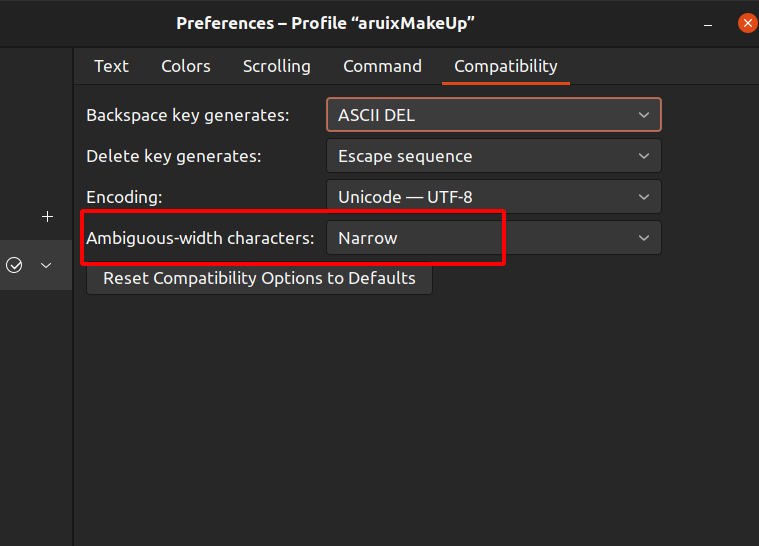 Preferences – Profile “aruixMakeUp”
Text Colors Scrolling Command Compatibility
Backspace key generates: ASCII DEL
Delete key generates: Escape sequence
Encoding: Unicode — UTF-8
Ambiguous-width characters: Narrow
Reset Compatibility Options to Defaults